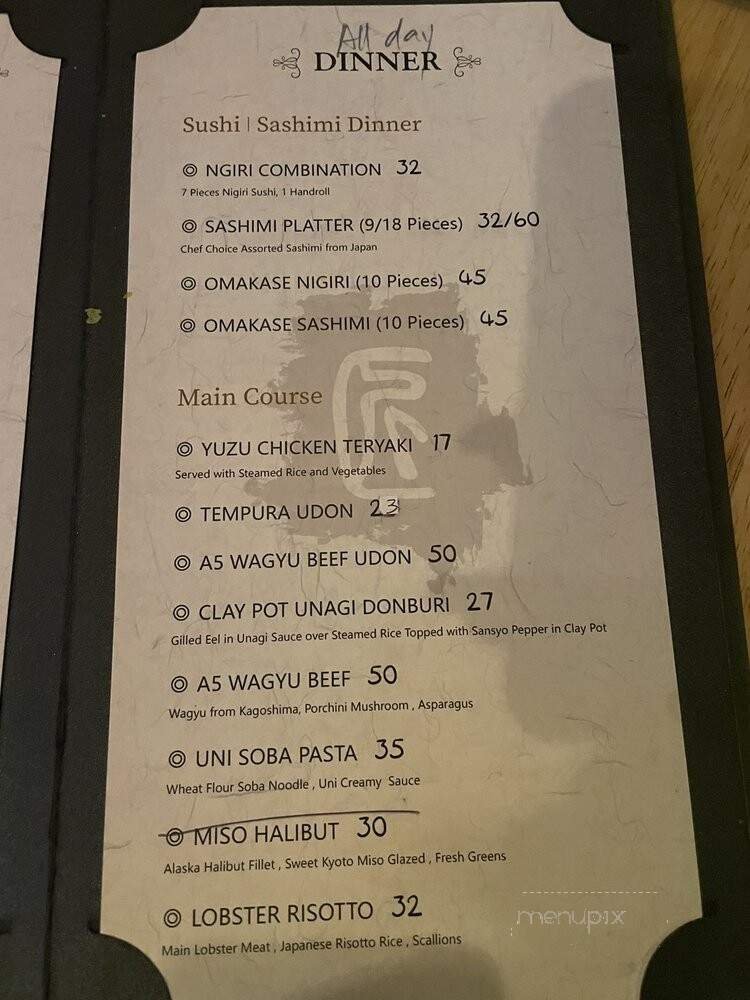 All day
DINNER
Sushi | Sashimi Dinner
NGIRI COMBINATION 32
7 Pieces Nigiri Sushi, 1 Handroll
SASHIMI PLATTER (9/18 Pieces) 32/60
Chef Choice Assorted Sashimi from Japan
OMAKASE NIGIRI (10 Pieces) 45
OMAKASE SASHIMI (10 Pieces) 45
Main Course
YUZU CHICKEN TERYAKI 17
Served with Steamed Rice and Vegetables
TEMPURA UDON 23
A5 WAGYU BEEF UDON 50
CLAY POT UNAGI DONBURI 27
Gilled Eel in Unagi Sauce over Steamed Rice Topped with Sansyo Pepper in Clay Pot
A5 WAGYU BEEF 50
Wagyu from Kagoshima, Porchini Mushroom , Asparagus
UNI SOBA PASTA 35
Wheat Flour Soba Noodle , Uni Creamy Sauce
MISO HALIBUT 30
Alaska Halibut Fillet , Sweet Kyoto Miso Glazed , Fresh Greens
LOBSTER RISOTTO 32
Main Lobster Meat , Japanese Risotto Rice , Scallions
menupix